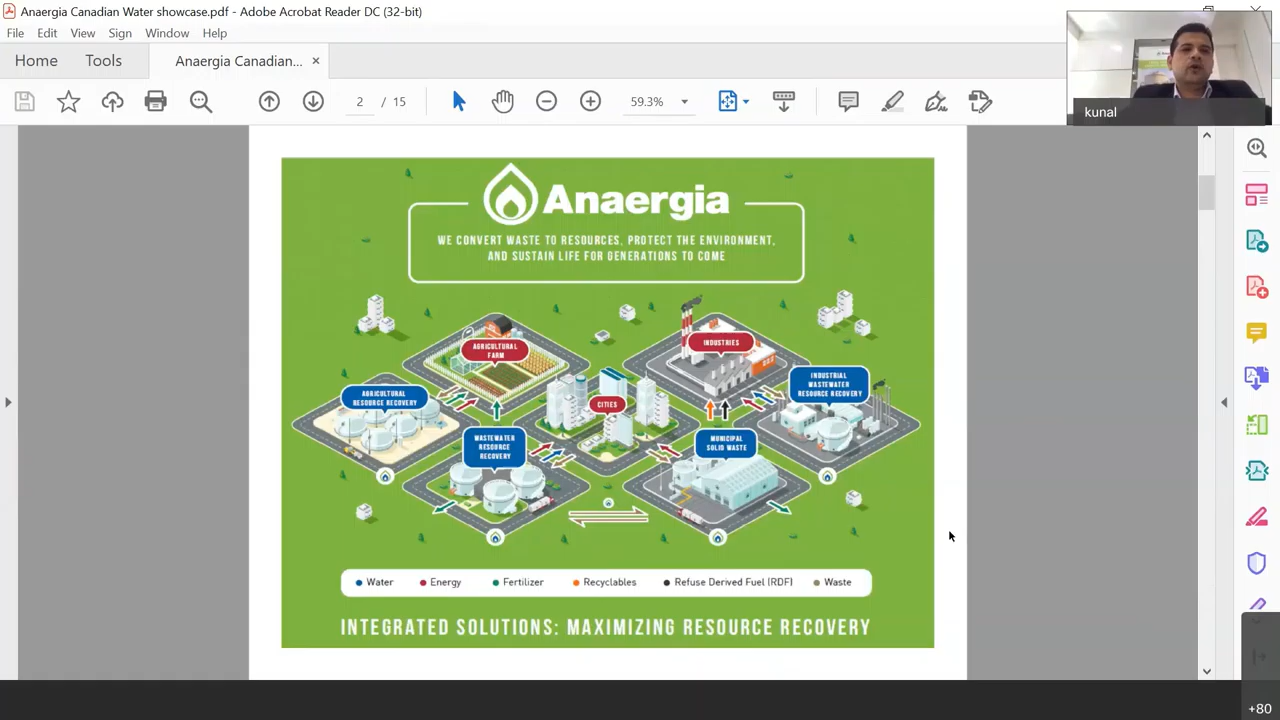 Anaergia Canadian Water showcase.pdf - Adobe Acrobat Reader DC (32-bit)
File Edit View Sign Window Help
Home Tools Anaergia Canadian... ×
2 / 15 59.3%
kunal
Anaergia
WE CONVERT WASTE TO RESOURCES, PROTECT THE ENVIRONMENT,
AND SUSTAIN LIFE FOR GENERATIONS TO COME
AGRICULTURAL
FARM
INDUSTRIES
AGRICULTURAL
RESOURCE RECOVERY
CITIES
INDUSTRIAL
WASTEWATER
RESOURCE RECOVERY
WASTEWATER
RESOURCE
RECOVERY
MUNICIPAL
SOLID WASTE
Water Energy Fertilizer Recyclables Refuse Derived Fuel (RDF) Waste
INTEGRATED SOLUTIONS: MAXIMIZING RESOURCE RECOVERY
+80